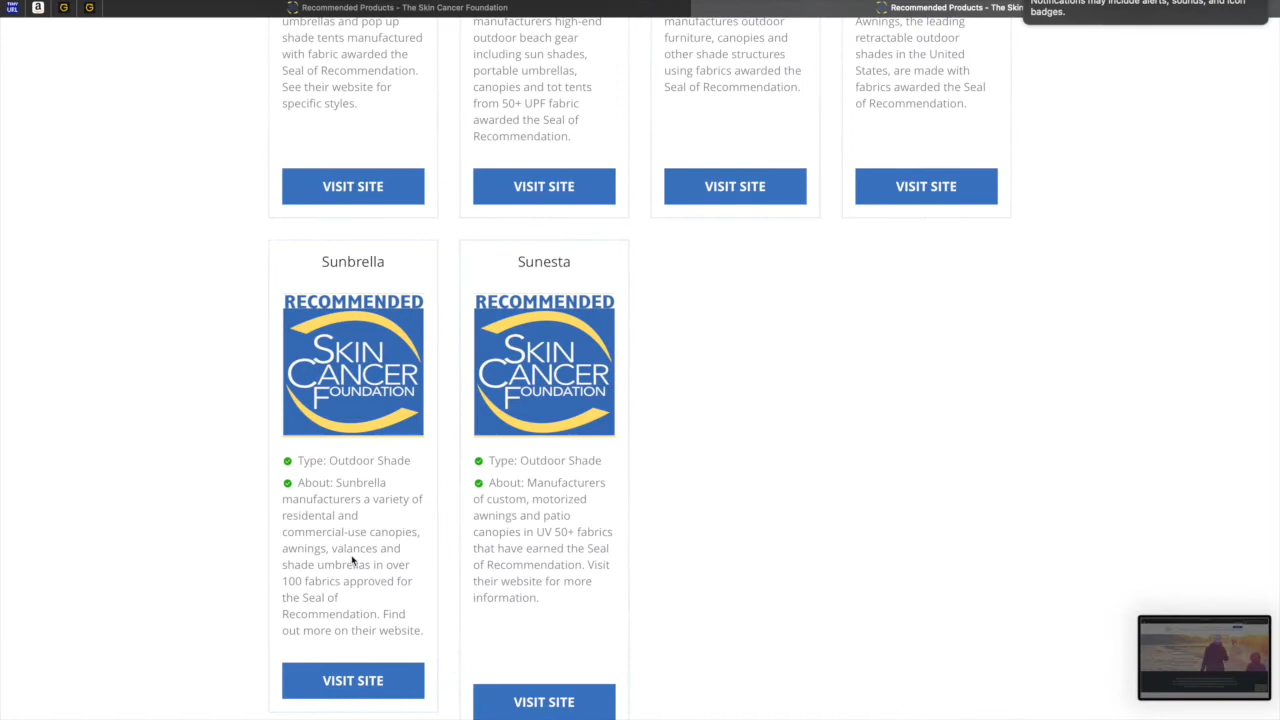 TINY
URL
a
G
G
Recommended Products - The Skin Cancer Foundation
Recommended Products - The Skin
Notifications may include alerts, sounds, and icon
badges.
umbrellas and pop up
shade tents manufactured
with fabric awarded the
Seal of Recommendation.
See their website for
specific styles.
VISIT SITE
manufacturers high-end
outdoor beach gear
including sun shades,
portable umbrellas,
canopies and tot tents
from 50+ UPF fabric
awarded the Seal of
Recommendation.
VISIT SITE
manufactures outdoor
furniture, canopies and
other shade structures
using fabrics awarded the
Seal of Recommendation.
VISIT SITE
Awnings, the leading
retractable outdoor
shades in the United
States, are made with
fabrics awarded the Seal
of Recommendation.
VISIT SITE
Sunbrella
RECOMMENDED
SKIN
CANCER
FOUNDATION
Type: Outdoor Shade
About: Sunbrella
manufacturers a variety of
residential and
commercial-use canopies,
awnings, valances and
shade umbrellas in over
100 fabrics approved for
the Seal of
Recommendation. Find
out more on their website.
VISIT SITE
Sunesta
RECOMMENDED
SKIN
CANCER
FOUNDATION
Type: Outdoor Shade
About: Manufacturers
of custom, motorized
awnings and patio
canopies in UV 50+ fabrics
that have earned the Seal
of Recommendation. Visit
their website for more
information.
VISIT SITE